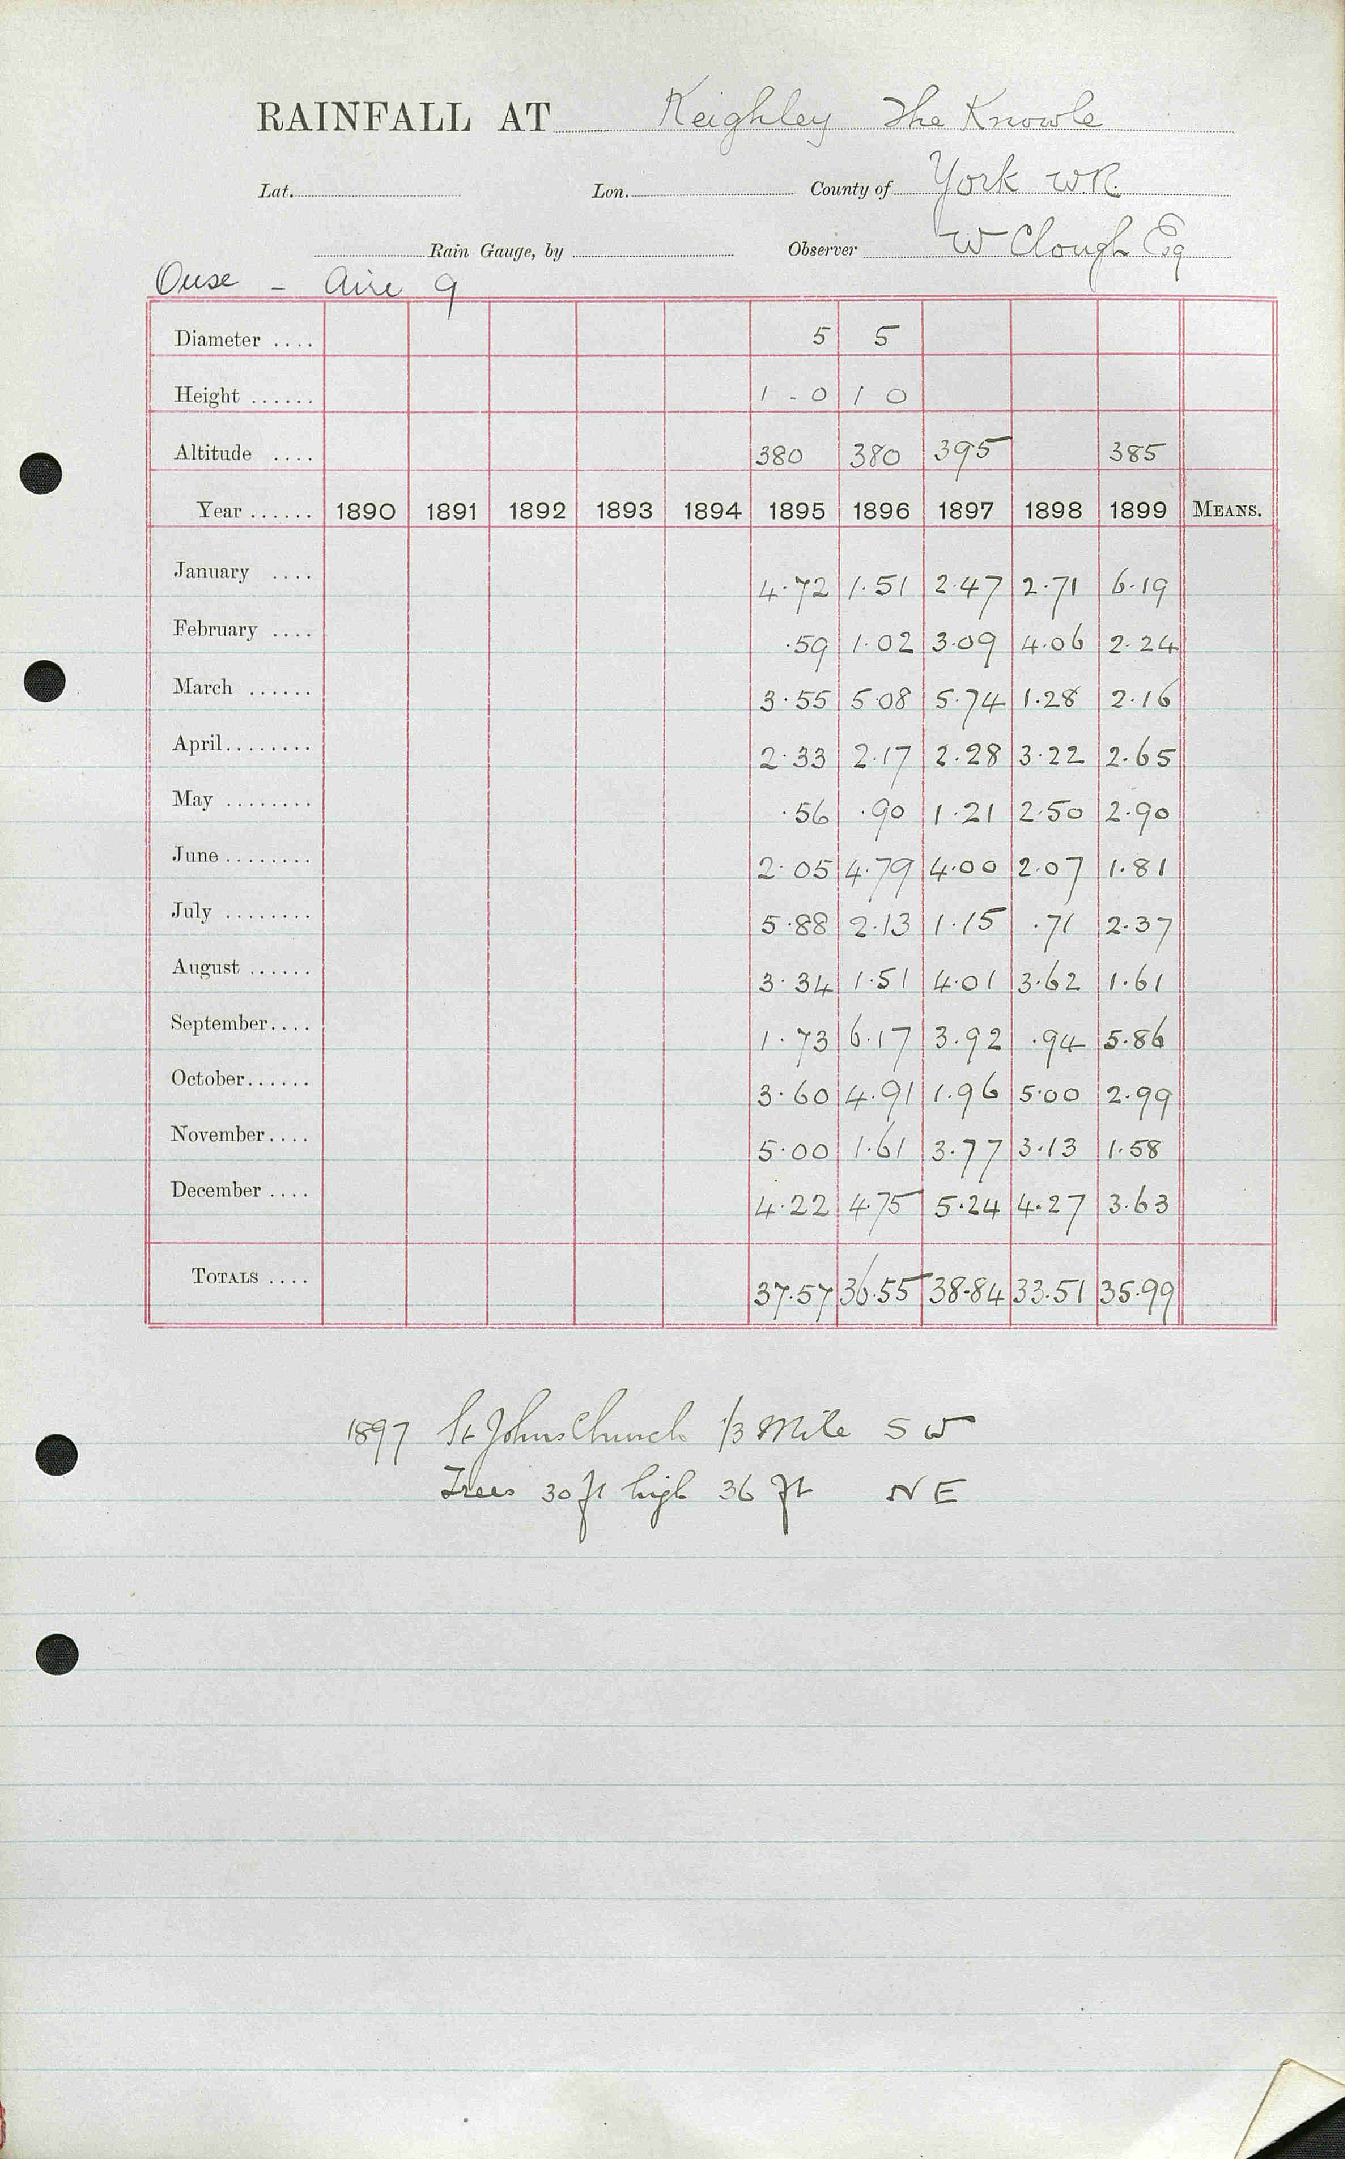 RAINFALL AT Keighley The Knowle
Lat. Lon. County of York WR.
Rain Gauge, by Observer W Clough Esq
Ouse - Aire 9
Diameter .... 5 5
Height ...... 1 - 0 1 0
Altitude .... 380 380 395 385
Year ...... 1890 1891 1892 1893 1894 1895 1896 1897 1898 1899 MEANS.
January .... 4.72 1.51 2.47 2.71 6.19
February .... .59 1.02 3.09 4.06 2.24
March ...... 3.55 5.08 5.74 1.28 2.16
April........ 2.33 2.17 2.28 3.22 2.65
May ........ .56 .90 1.21 2.50 2.90
June ........ 2.05 4.79 4.00 2.07 1.81
July ........ 5.88 2.13 1.15 .71 2.37
August ...... 3.34 1.51 4.01 3.62 1.61
September.... 1.73 6.17 3.92 .94 5.86
October...... 3.60 4.91 1.96 5.00 2.99
November.... 5.00 1.61 3.77 3.13 1.58
December .... 4.22 4.75 5.24 4.27 3.63
TOTALS .... 37.57 36.55 38.84 33.51 35.99
1897 St Johns Church 1/3 Mile S W
Trees 30 ft high 36 ft N E